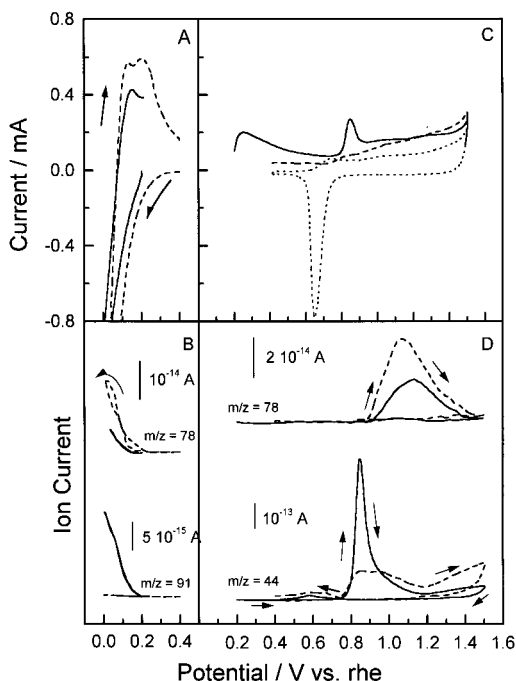 A
C
0.8
0.4
0.0
-0.4
-0.8
Current / mA
B
D
10⁻¹⁴ A
m/z = 78
5 10⁻¹⁵ A
m/z = 91
2 10⁻¹⁴ A
m/z = 78
10⁻¹³ A
m/z = 44
Ion Current
0.0 0.2 0.4 0.2 0.4 0.6 0.8 1.0 1.2 1.4 1.6
Potential / V vs. rhe